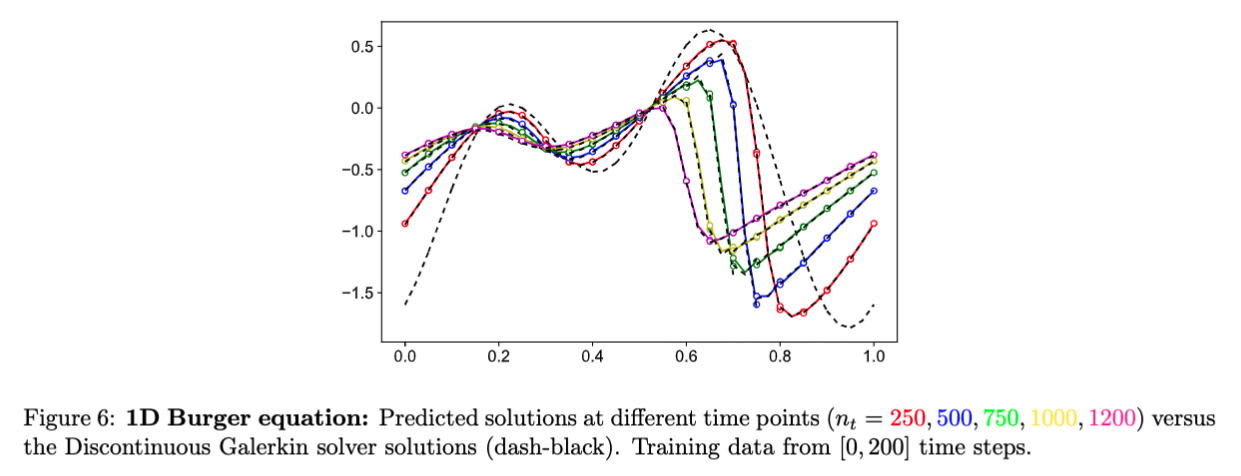 0.5
0.0
−0.5
−1.0
−1.5
0.0 0.2 0.4 0.6 0.8 1.0
Figure 6: 1D Burger equation: Predicted solutions at different time points (nₜ = 250, 500, 750, 1000, 1200) versus
the Discontinuous Galerkin solver solutions (dash-black). Training data from [0, 200] time steps.